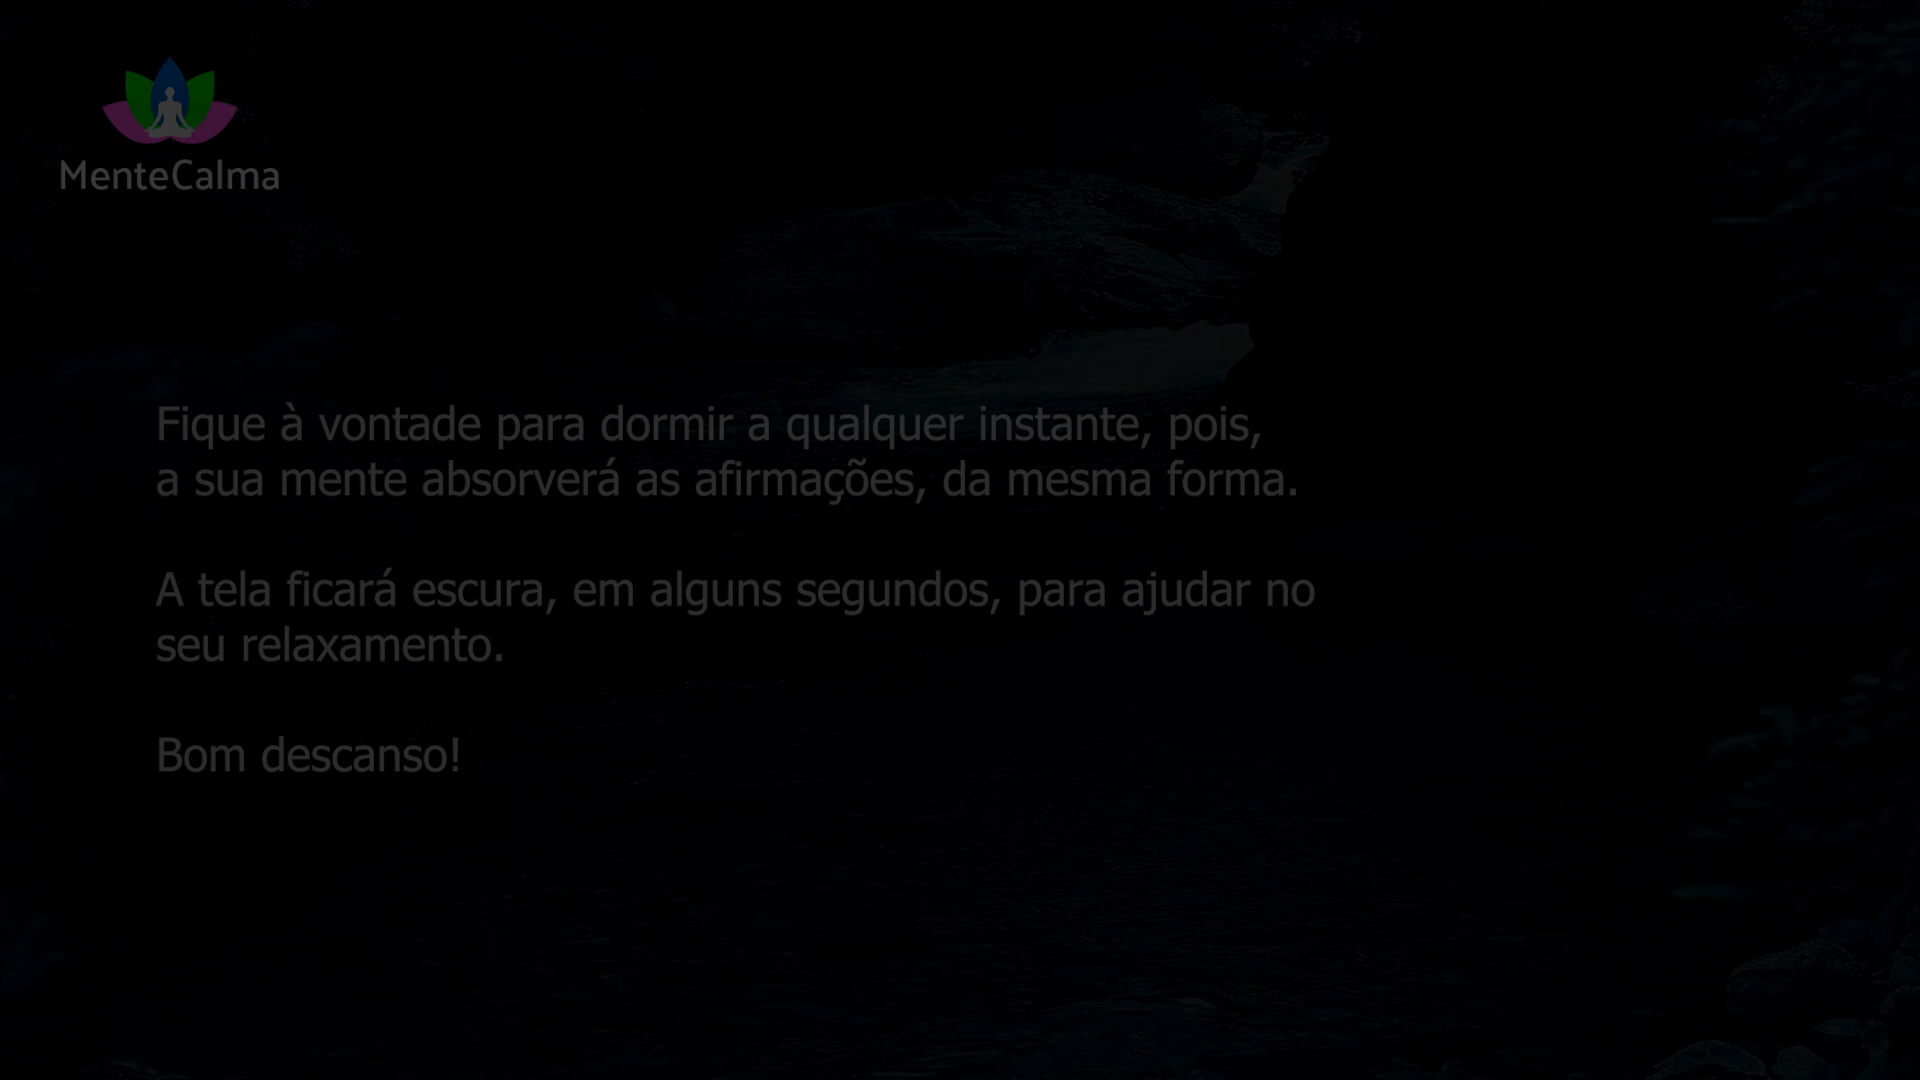 MenteCalma
Fique à vontade para dormir a qualquer instante, pois,
a sua mente absorverá as afirmações, da mesma forma.
A tela ficará escura, em alguns segundos, para ajudar no
seu relaxamento.
Bom descanso!